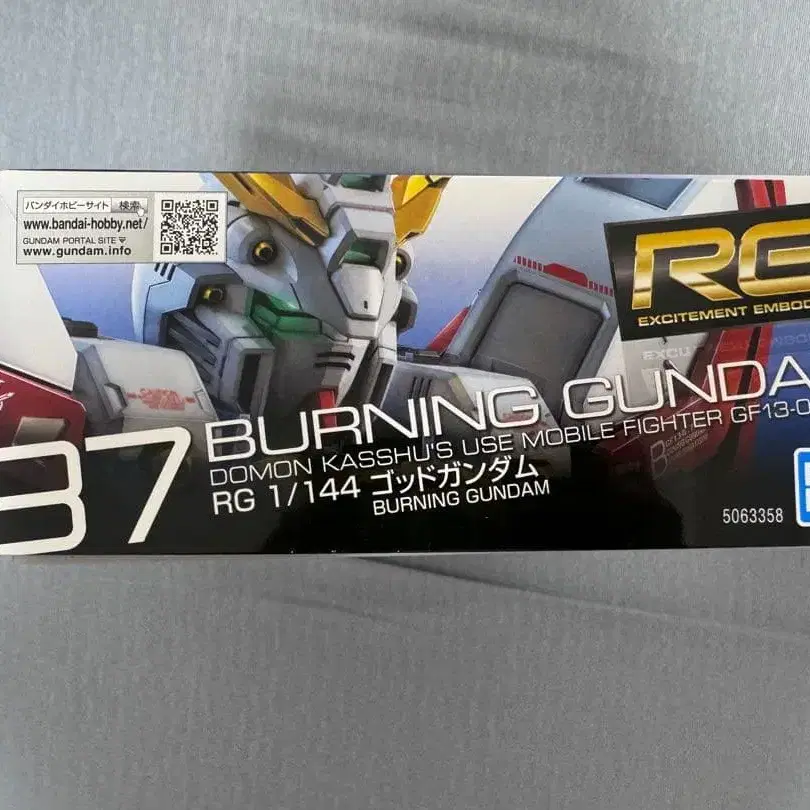 バンダイホビーサイト 検索
www.bandai-hobby.net/
GUNDAM PORTAL SITE ▼
www.gundam.info
RG
EXCITEMENT EMBOD
37
BURNING GUNDA
DOMON KASSHU'S USE MOBILE FIGHTER GF13-0
RG 1/144 ゴッドガンダム
BURNING GUNDAM
5063358